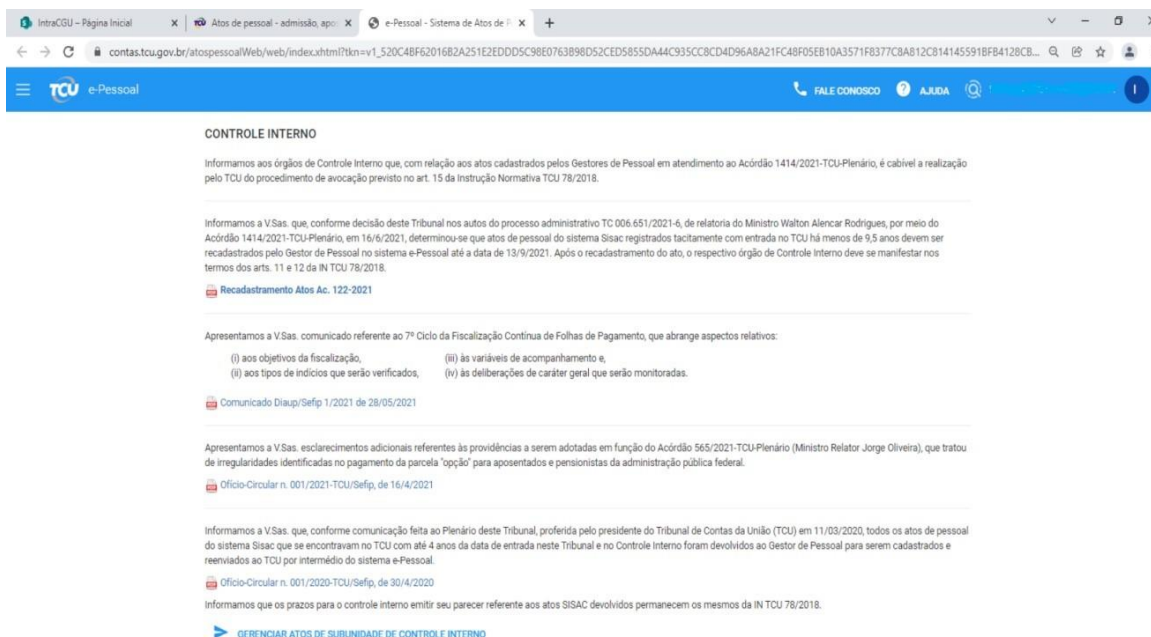 IntraCGU – Página Inicial
Atos de pessoal - admissão, apo
e-Pessoal - Sistema de Atos de P
contas.tcu.gov.br/atospessoalWeb/web/index.xhtml?tkn=
TCU e-Pessoal
FALE CONOSCO
AJUDA
I
CONTROLE INTERNO
Informamos aos órgãos de Controle Interno que, com relação aos atos cadastrados pelos Gestores de Pessoal em atendimento ao Acórdão 1414/2021-TCU-Plenário, é cabível a realização
pelo TCU do procedimento de avocação previsto no art. 15 da Instrução Normativa TCU 78/2018.
Informamos a V.Sas. que, conforme decisão deste Tribunal nos autos do processo administrativo TC 006.651/2021-6, de relatoria do Ministro Walton Alencar Rodrigues, por meio do
Acórdão 1414/2021-TCU-Plenário, em 16/6/2021, determinou-se que atos de pessoal do sistema Sisac registrados tacitamente com entrada no TCU há menos de 9,5 anos devem ser
recadastrados pelo Gestor de Pessoal no sistema e-Pessoal até a data de 13/9/2021. Após o recadastramento do ato, o respectivo órgão de Controle Interno deve se manifestar nos
termos dos arts. 11 e 12 da IN TCU 78/2018.
Recadastramento Atos Ac. 122-2021
Apresentamos a V.Sas. comunicado referente ao 7º Ciclo da Fiscalização Contínua de Folhas de Pagamento, que abrange aspectos relativos:
(i) aos objetivos da fiscalização, (iii) às variáveis de acompanhamento e,
(ii) aos tipos de indícios que serão verificados, (iv) às deliberações de caráter geral que serão monitoradas.
Comunicado Diaup/Sefip 1/2021 de 28/05/2021
Apresentamos a V.Sas. esclarecimentos adicionais referentes às providências a serem adotadas em função do Acórdão 565/2021-TCU-Plenário (Ministro Relator Jorge Oliveira), que tratou
de irregularidades identificadas no pagamento da parcela "opção" para aposentados e pensionistas da administração pública federal.
Ofício-Circular n. 001/2021-TCU/Sefip, de 16/4/2021
Informamos a V.Sas. que, conforme comunicação feita ao Plenário deste Tribunal, proferida pelo presidente do Tribunal de Contas da União (TCU) em 11/03/2020, todos os atos de pessoal
do sistema Sisac que se encontravam no TCU com até 4 anos da data de entrada neste Tribunal e no Controle Interno foram devolvidos ao Gestor de Pessoal para serem cadastrados e
reenviados ao TCU por intermédio do sistema e-Pessoal.
Ofício-Circular n. 001/2020-TCU/Sefip, de 30/4/2020
Informamos que os prazos para o controle interno emitir seu parecer referente aos atos SISAC devolvidos permanecem os mesmos da IN TCU 78/2018.
GERENCIAR ATOS DE SUBUNIDADE DE CONTROLE INTERNO